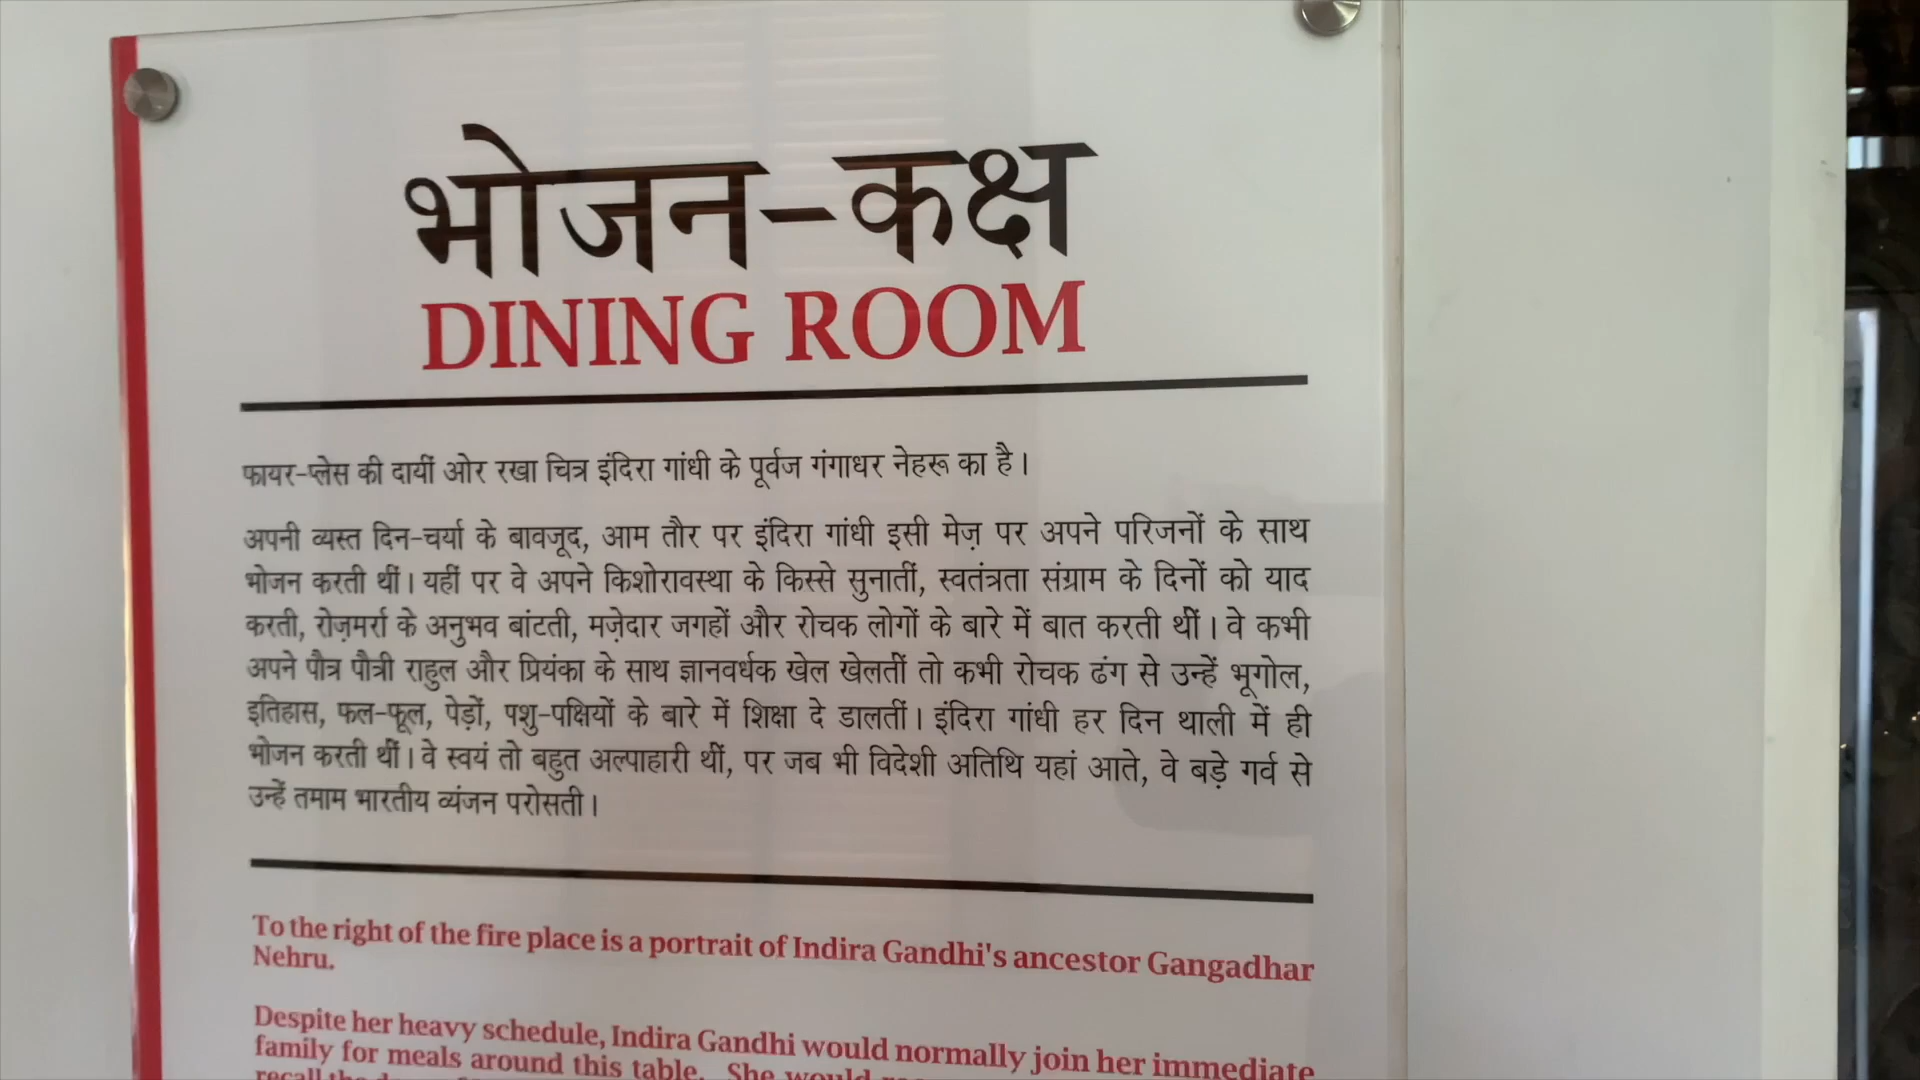 भोजन-कक्ष
DINING ROOM
फायर-प्लेस की दायीं ओर रखा चित्र इंदिरा गांधी के पूर्वज गंगाधर नेहरू का है।
अपनी व्यस्त दिन-चर्या के बावजूद, आम तौर पर इंदिरा गांधी इसी मेज़ पर अपने परिजनों के साथ
भोजन करती थीं। यहीं पर वे अपने किशोरावस्था के किस्से सुनातीं, स्वतंत्रता संग्राम के दिनों को याद
करती, रोज़मर्रा के अनुभव बांटती, मज़ेदार जगहों और रोचक लोगों के बारे में बात करती थीं। वे कभी
अपने पौत्र पौत्री राहुल और प्रियंका के साथ ज्ञानवर्धक खेल खेलतीं तो कभी रोचक ढंग से उन्हें भूगोल,
इतिहास, फल-फूल, पेड़ों, पशु-पक्षियों के बारे में शिक्षा दे डालतीं। इंदिरा गांधी हर दिन थाली में ही
भोजन करती थीं। वे स्वयं तो बहुत अल्पाहारी थीं, पर जब भी विदेशी अतिथि यहां आते, वे बड़े गर्व से
उन्हें तमाम भारतीय व्यंजन परोसती।
To the right of the fire place is a portrait of Indira Gandhi's ancestor Gangadhar
Nehru.
Despite her heavy schedule, Indira Gandhi would normally join her immediate
family for meals around this table. She would